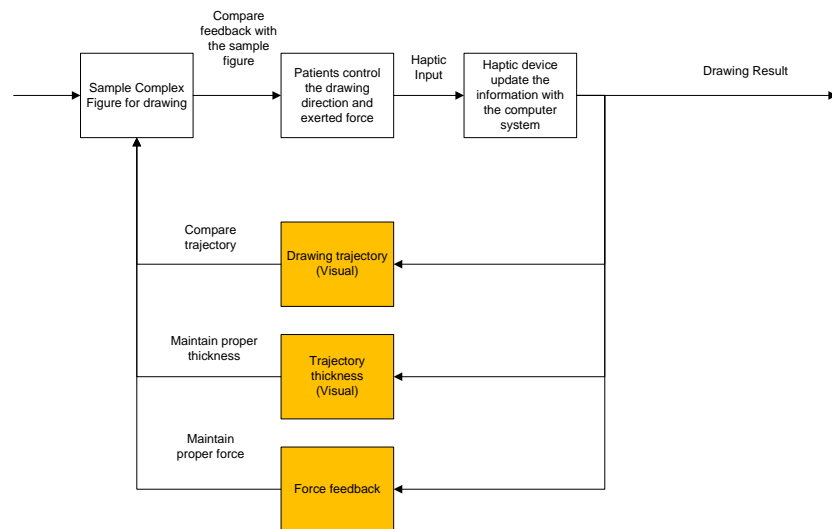 Compare
feedback with
the sample
figure
Sample Complex
Figure for drawing
Patients control
the drawing
direction and
exerted force
Haptic
Input
Haptic device
update the
information with
the computer
system
Drawing Result
Compare
trajectory
Drawing trajectory
(Visual)
Maintain proper
thickness
Trajectory
thickness
(Visual)
Maintain
proper force
Force feedback